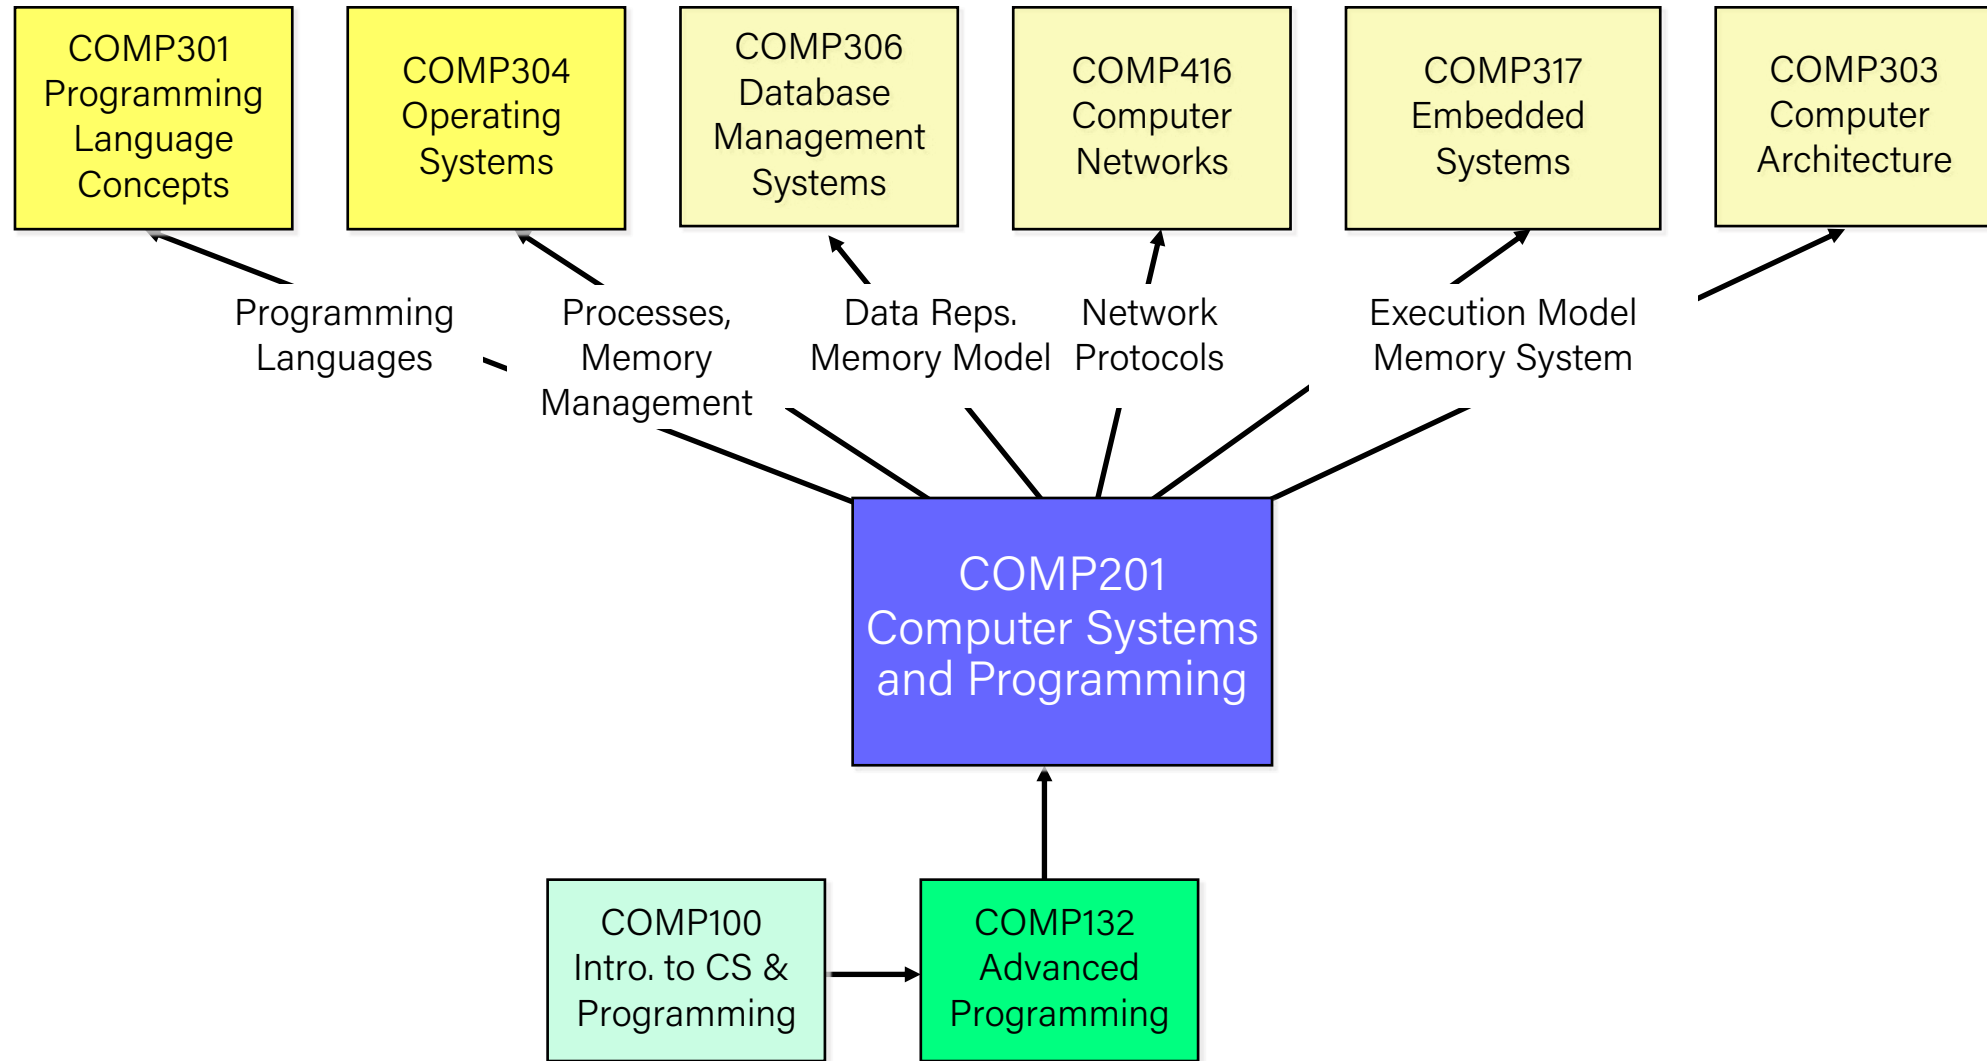 COMP301
Programming
Language
Concepts
COMP304
Operating
Systems
COMP306
Database
Management
Systems
COMP416
Computer
Networks
COMP317
Embedded
Systems
COMP303
Computer
Architecture
Programming
Languages
Processes,
Memory
Management
Data Reps.
Memory Model
Network
Protocols
Execution Model
Memory System
COMP201
Computer Systems
and Programming
COMP100
Intro. to CS &
Programming
COMP132
Advanced
Programming